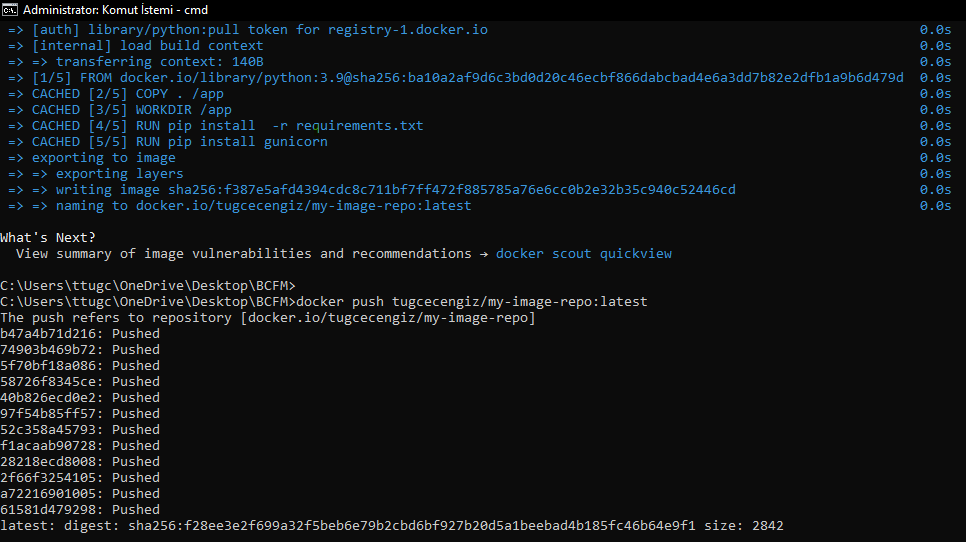 Administrator: Komut İstemi - cmd
=> [auth] library/python:pull token for registry-1.docker.io 0.0s
=> [internal] load build context 0.0s
=> => transferring context: 140B 0.0s
=> [1/5] FROM docker.io/library/python:3.9@sha256:ba10a2af9d6c3bd0d20c46ecbf866dabcbad4e6a3dd7b82e2dfb1a9b6d479d 0.0s
=> CACHED [2/5] COPY . /app 0.0s
=> CACHED [3/5] WORKDIR /app 0.0s
=> CACHED [4/5] RUN pip install  -r requirements.txt 0.0s
=> CACHED [5/5] RUN pip install gunicorn 0.0s
=> exporting to image 0.0s
=> => exporting layers 0.0s
=> => writing image sha256:f387e5afd4394cdc8c711bf7ff472f885785a76e6cc0b2e32b35c940c52446cd 0.0s
=> => naming to docker.io/tugcecengiz/my-image-repo:latest 0.0s
What's Next?
View summary of image vulnerabilities and recommendations → docker scout quickview
C:\Users\ttugc\OneDrive\Desktop\BCFM>
C:\Users\ttugc\OneDrive\Desktop\BCFM>docker push tugcecengiz/my-image-repo:latest
The push refers to repository [docker.io/tugcecengiz/my-image-repo]
b47a4b71d216: Pushed
74903b469b72: Pushed
5f70bf18a086: Pushed
58726f8345ce: Pushed
40b826ecd0e2: Pushed
97f54b85ff57: Pushed
52c358a45793: Pushed
f1acaab90728: Pushed
28218ecd8008: Pushed
2f66f3254105: Pushed
a72216901005: Pushed
61581d479298: Pushed
latest: digest: sha256:f28ee3e2f699a32f5beb6e79b2cbd6bf927b20d5a1beebad4b185fc46b64e9f1 size: 2842